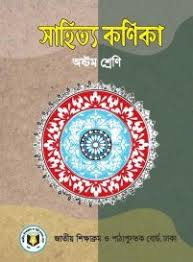 সাহিত্য কণিকা
অষ্টম শ্রেণি
জাতীয় শিক্ষাক্রম ও পাঠ্যপুস্তক বোর্ড, ঢাকা